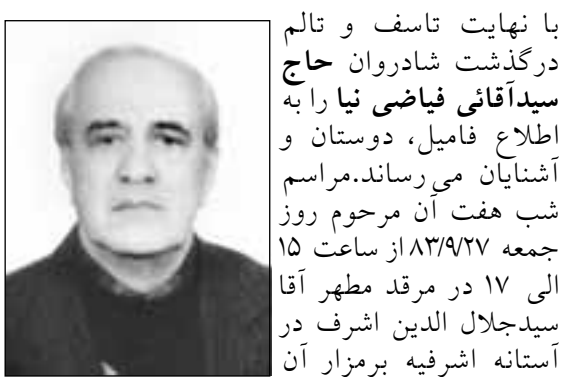 با نهایت تاسف و تالم
درگذشت شادروان حاج
سیدآقائی فیاضی نیا را به
اطلاع فامیل، دوستان و
آشنایان می رساند.مراسم
شب هفت آن مرحوم روز
جمعه ۸۳/۹/۲۷ از ساعت ۱۵
الی ۱۷ در مرقد مطهر آقا
سیدجلال الدین اشرف در
آستانه اشرفیه برمزار آن